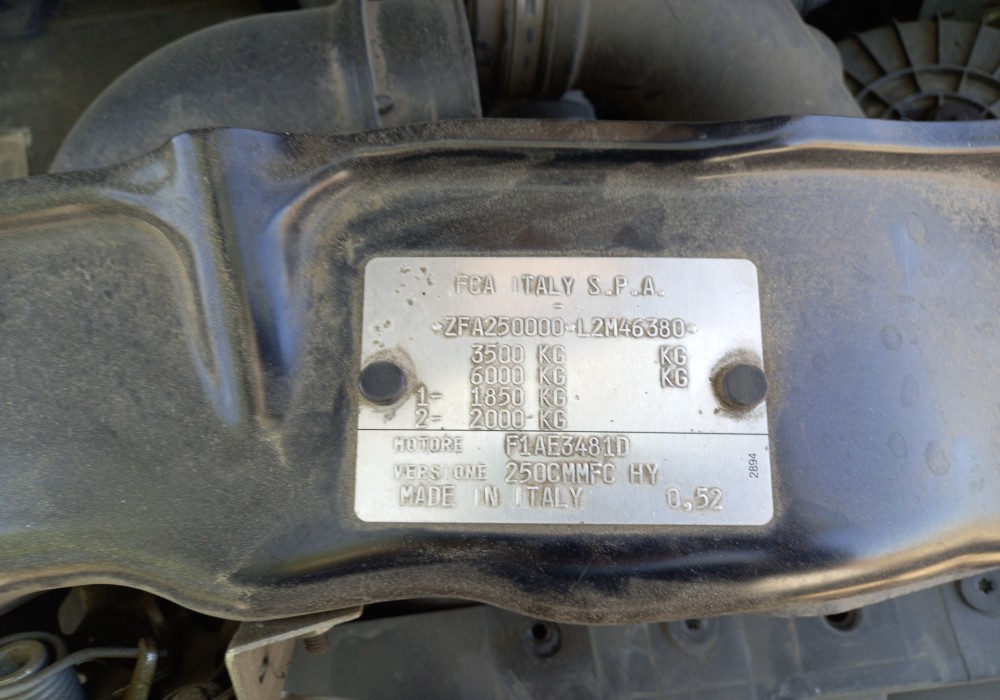 FCA ITALY S.P.A.
-
*ZFA250000*L2M46380*
3500 KG KG
6000 KG KG
1- 1850 KG
2- 2000 KG
MOTORE F1AE3481D
VERSIONE 250CMMFC HY
MADE IN ITALY 0,52
2894